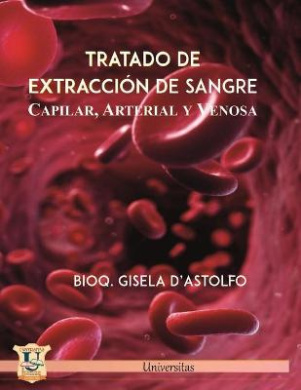 TRATADO DE
EXTRACCIÓN DE SANGRE
CAPILAR, ARTERIAL Y VENOSA
BIOQ. GISELA D'ASTOLFO
Universitas